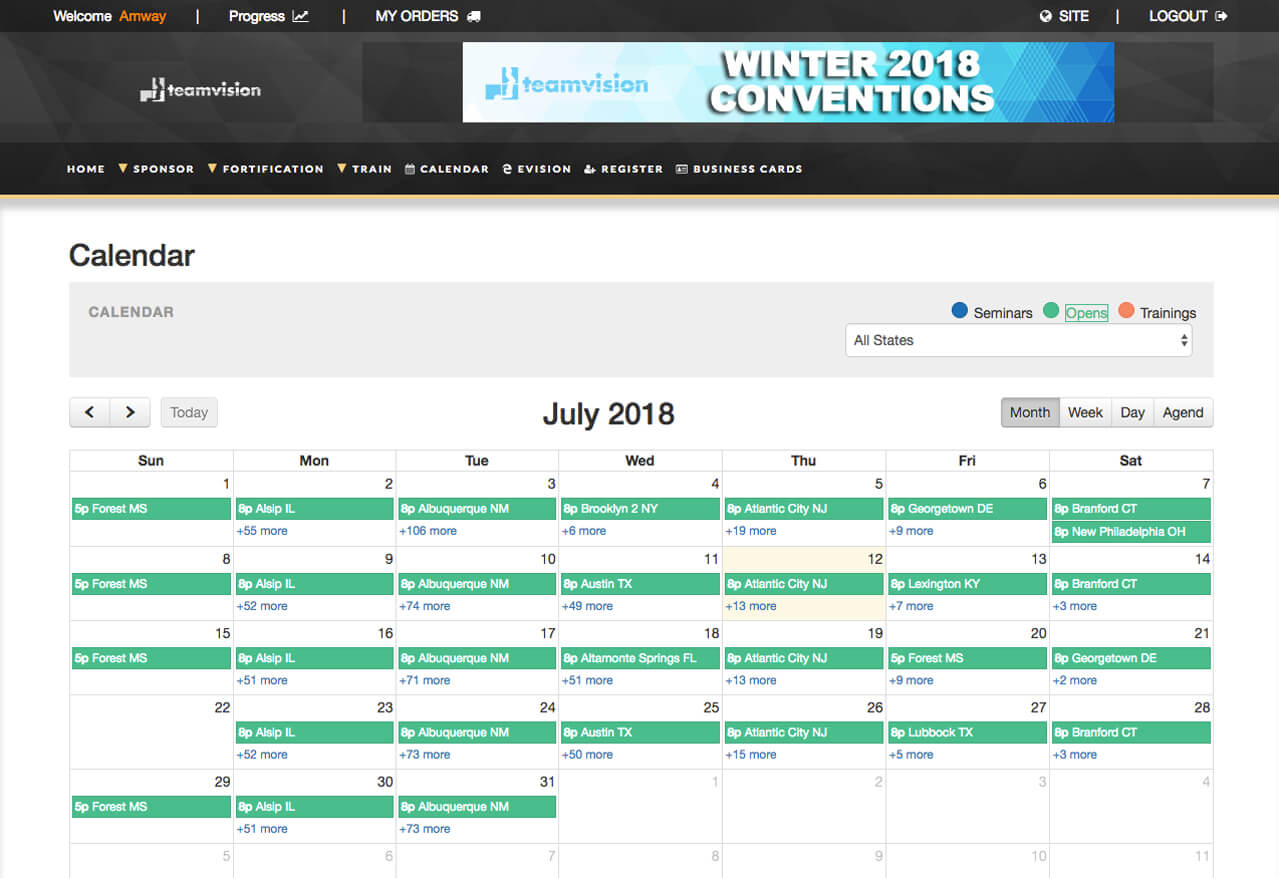 Welcome Amway | Progress | MY ORDERS SITE | LOGOUT
teamvision
teamvision
WINTER 2018
CONVENTIONS
HOME SPONSOR FORTIFICATION TRAIN CALENDAR EVISION REGISTER BUSINESS CARDS
Calendar
CALENDAR
Seminars Opens Trainings
All States
Today
July 2018
Month Week Day Agend
Sun Mon Tue Wed Thu Fri Sat
1 2 3 4 5 6 7
5p Forest MS 8p Alsip IL 8p Albuquerque NM 8p Brooklyn 2 NY 8p Atlantic City NJ 8p Georgetown DE 8p Branford CT
+55 more +106 more +6 more +19 more +9 more 8p New Philadelphia OH
8 9 10 11 12 13 14
5p Forest MS 8p Alsip IL 8p Albuquerque NM 8p Austin TX 8p Atlantic City NJ 8p Lexington KY 8p Branford CT
+52 more +74 more +49 more +13 more +7 more +3 more
15 16 17 18 19 20 21
5p Forest MS 8p Alsip IL 8p Albuquerque NM 8p Altamonte Springs FL 8p Atlantic City NJ 5p Forest MS 8p Georgetown DE
+51 more +71 more +51 more +13 more +9 more +2 more
22 23 24 25 26 27 28
8p Alsip IL 8p Albuquerque NM 8p Austin TX 8p Atlantic City NJ 8p Lubbock TX 8p Branford CT
+52 more +73 more +50 more +15 more +5 more +3 more
29 30 31 1 2 3 4
5p Forest MS 8p Alsip IL 8p Albuquerque NM
+51 more +73 more
5 6 7 8 9 10 11